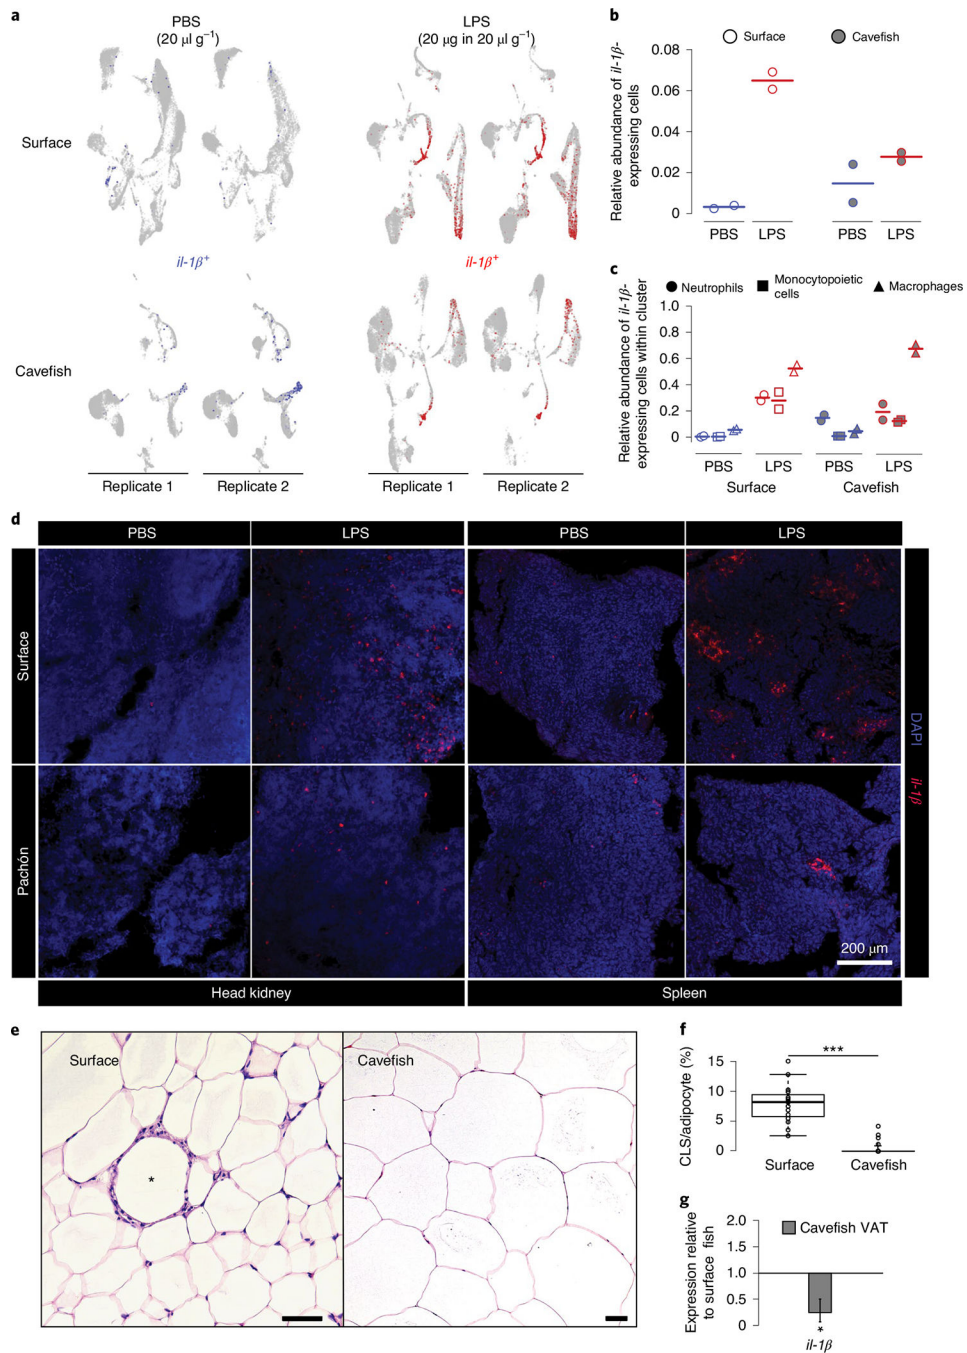 a
PBS
(20 μl g⁻¹)
LPS
(20 μg in 20 μl g⁻¹)
Surface
il-1β⁺
il-1β⁺
Cavefish
Replicate 1
Replicate 2
Replicate 1
Replicate 2
b
Surface
Cavefish
Relative abundance of il-1β-
expressing cells
0.08
0.06
0.04
0.02
0
PBS
LPS
PBS
LPS
c
Neutrophils
Monocytopoietic
cells
Macrophages
Relative abundance of il-1β-
expressing cells within cluster
1.0
0.8
0.6
0.4
0.2
0
PBS
LPS
PBS
LPS
Surface
Cavefish
d
PBS
LPS
PBS
LPS
Surface
Pachón
DAPI
il-1β
200 μm
Head kidney
Spleen
e
Surface
*
Cavefish
f
CLS/adipocyte (%)
15
10
5
0
***
Surface
Cavefish
g
Expression relative
to surface fish
2.0
1.5
1.0
0.5
0
Cavefish VAT
*
il-1β